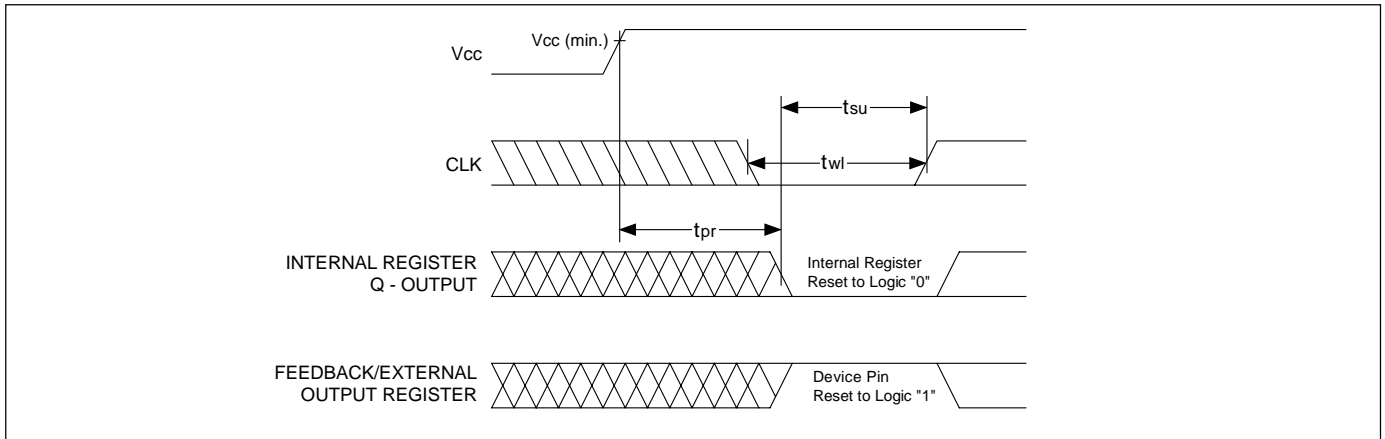 Vcc
Vcc (min.)
tsu
CLK
twl
tpr
INTERNAL REGISTER
Q - OUTPUT
Internal Register
Reset to Logic "0"
FEEDBACK/EXTERNAL
OUTPUT REGISTER
Device Pin
Reset to Logic "1"